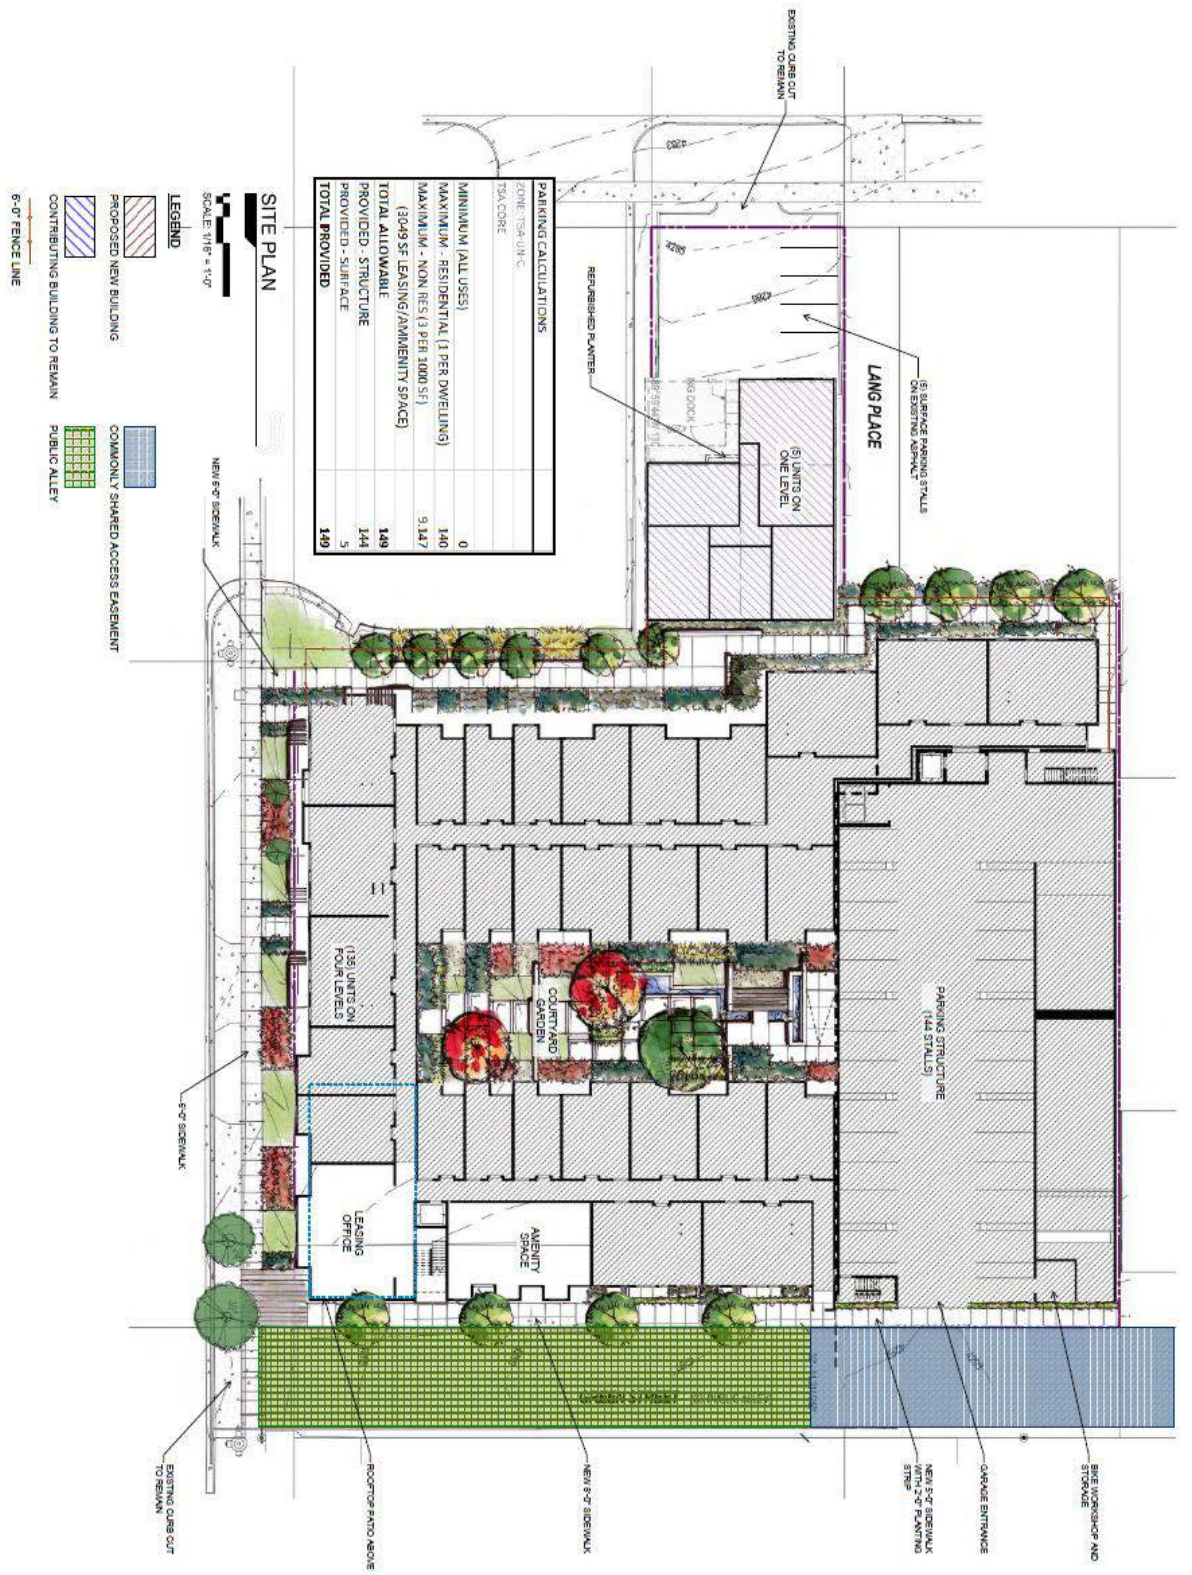 EXISTING CURB CUT
TO REMAIN
(5) SURFACE PARKING STALLS
ON EXISTING ASPHALT
LANG PLACE
REFURBISHED PLANTER
(5) UNITS ON
ONE LEVEL
ING DOCK
4283
PARKING CALCULATIONS
ZONE: TSA-UN-C
TSA CORE
MINIMUM (ALL USES) 0
MAXIMUM - RESIDENTIAL (1 PER DWELLING) 140
MAXIMUM - NON RES (3 PER 1000 SF) 9.147
(3049 SF LEASING/AMMENITY SPACE)
TOTAL ALLOWABLE 149
PROVIDED - STRUCTURE 144
PROVIDED - SURFACE 5
TOTAL PROVIDED 149
SITE PLAN
SCALE: 1/16" = 1'-0"
LEGEND
PROPOSED NEW BUILDING
CONTRIBUTING BUILDING TO REMAIN
6'-0" FENCE LINE
COMMONLY SHARED ACCESS EASEMENT
PUBLIC ALLEY
NEW 6'-0" SIDEWALK
PARKING STRUCTURE
(144 STALLS)
COURTYARD
GARDEN
(135) UNITS ON
FOUR LEVELS
6'-0" SIDEWALK
AMENITY
SPACE
LEASING
OFFICE
GREEN STREET
BIKE WORKSHOP AND
STORAGE
GARAGE ENTRANCE
NEW 5'-0" SIDEWALK
WITH 2'-0" PLANTING
STRIP
NEW 8'-0" SIDEWALK
ROOFTOP PATIO ABOVE
EXISTING CURB CUT
TO REMAIN